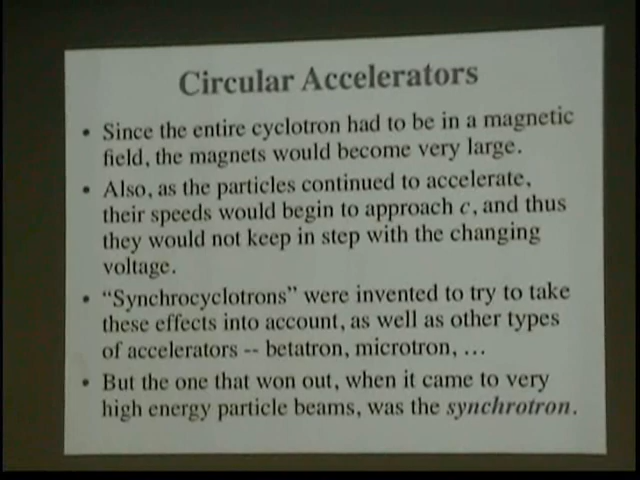 Circular Accelerators
• Since the entire cyclotron had to be in a magnetic
field, the magnets would become very large.
• Also, as the particles continued to accelerate,
their speeds would begin to approach c, and thus
they would not keep in step with the changing
voltage.
• “Synchrocyclotrons” were invented to try to take
these effects into account, as well as other types
of accelerators -- betatron, microtron, …
• But the one that won out, when it came to very
high energy particle beams, was the synchrotron.